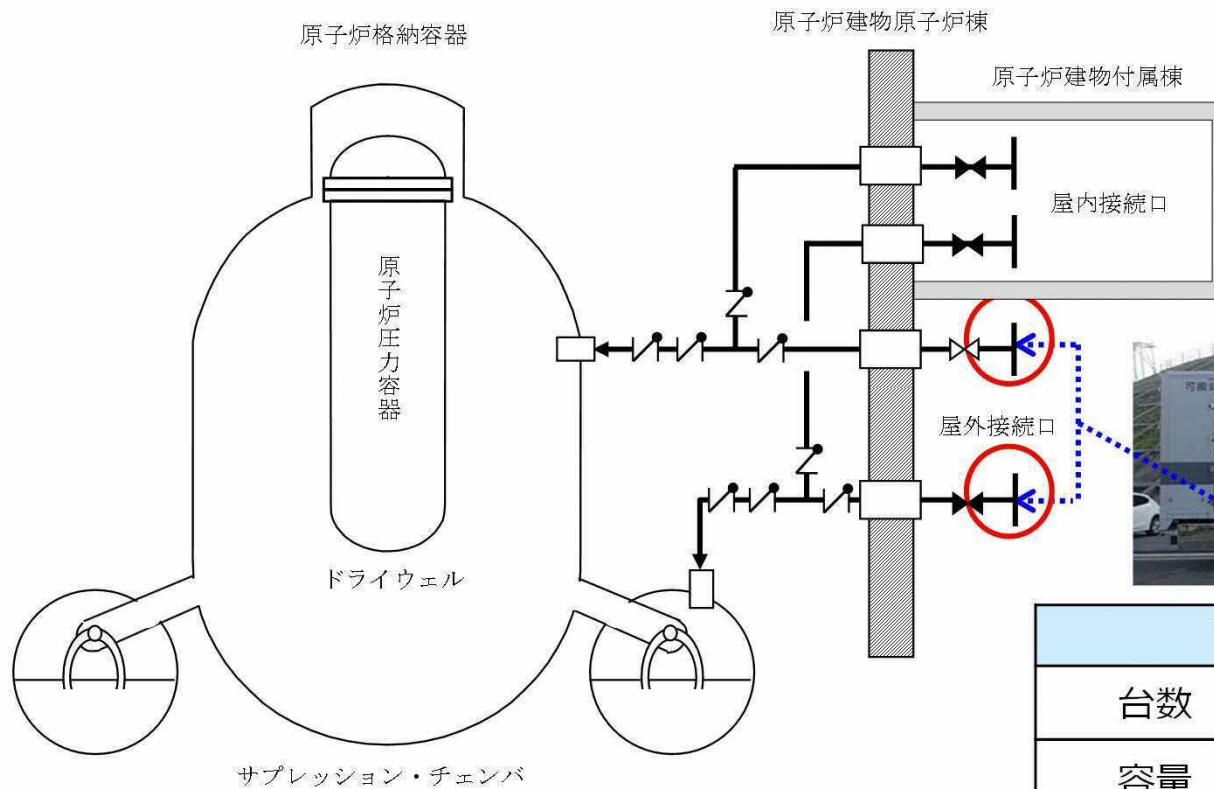 原子炉格納容器
原子炉建物原子炉棟
原子炉建物付属棟
屋内接続口
原子炉圧力容器
屋外接続口
可搬
ドライウェル
サプレッション・チェンバ
台数
容量